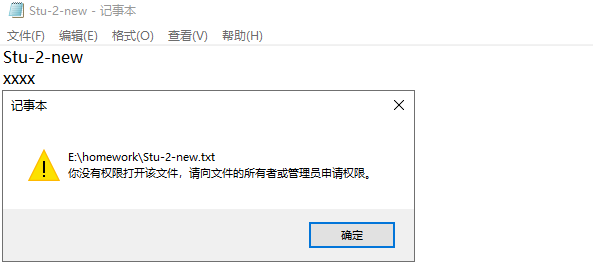 Stu-2-new - 记事本
文件(F) 编辑(E) 格式(O) 查看(V) 帮助(H)
Stu-2-new
xxxx
记事本
E:\homework\Stu-2-new.txt
你没有权限打开该文件，请向文件的所有者或管理员申请权限。
确定